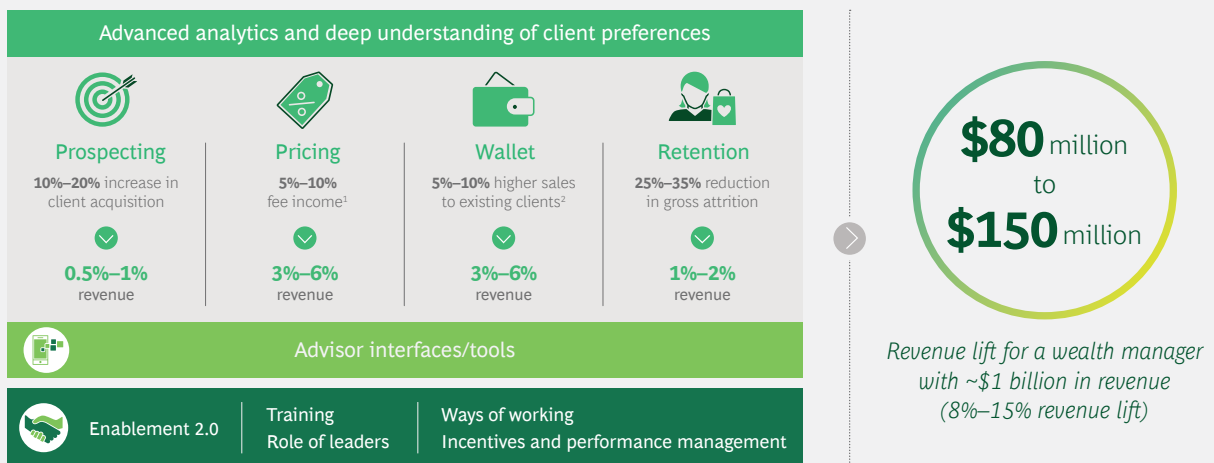 Advanced analytics and deep understanding of client preferences
Prospecting
10%–20% increase in
client acquisition
0.5%–1%
revenue
Pricing
5%–10%
fee income¹
3%–6%
revenue
Wallet
5%–10% higher sales
to existing clients²
3%–6%
revenue
Retention
25%–35% reduction
in gross attrition
1%–2%
revenue
Advisor interfaces/tools
Enablement 2.0
Training
Role of leaders
Ways of working
Incentives and performance management
$80 million
to
$150 million
Revenue lift for a wealth manager
with ~$1 billion in revenue
(8%–15% revenue lift)